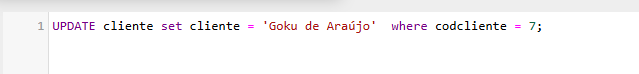 1 UPDATE cliente set cliente = 'Goku de Araújo'  where codcliente = 7;